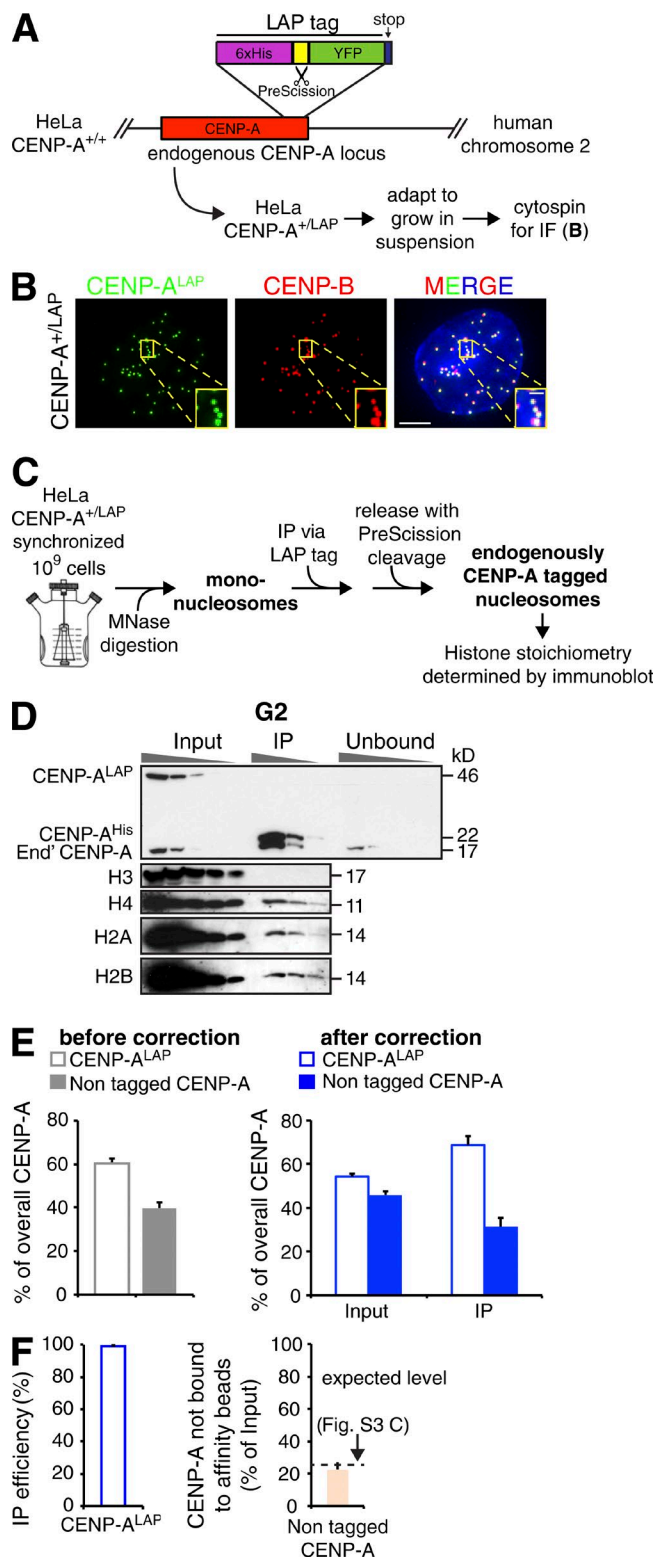 A
LAP tag
stop
6xHis
YFP
PreScission
HeLa
CENP-A+/+
CENP-A
endogenous CENP-A locus
human
chromosome 2
HeLa
CENP-A+/LAP
adapt to
grow in
suspension
cytospin
for IF (B)
B
CENP-ALAP
CENP-B
MERGE
CENP-A+/LAP
C
HeLa
CENP-A+/LAP
synchronized
10⁹ cells
MNase
digestion
mono-
nucleosomes
IP via
LAP tag
release with
PreScission
cleavage
endogenously
CENP-A tagged
nucleosomes
Histone stoichiometry
determined by immunoblot
D
G2
Input
IP
Unbound
kD
CENP-ALAP
46
CENP-AHis
22
End' CENP-A
17
H3
17
H4
11
H2A
14
H2B
14
E
before correction
CENP-ALAP
Non tagged CENP-A
after correction
CENP-ALAP
Non tagged CENP-A
% of overall CENP-A
80
60
40
20
0
% of overall CENP-A
80
60
40
20
0
Input
IP
F
IP efficiency (%)
100
80
60
40
20
0
CENP-ALAP
CENP-A not bound
to affinity beads
(% of Input)
100
80
60
40
20
0
expected level
(Fig. S3 C)
Non tagged
CENP-A